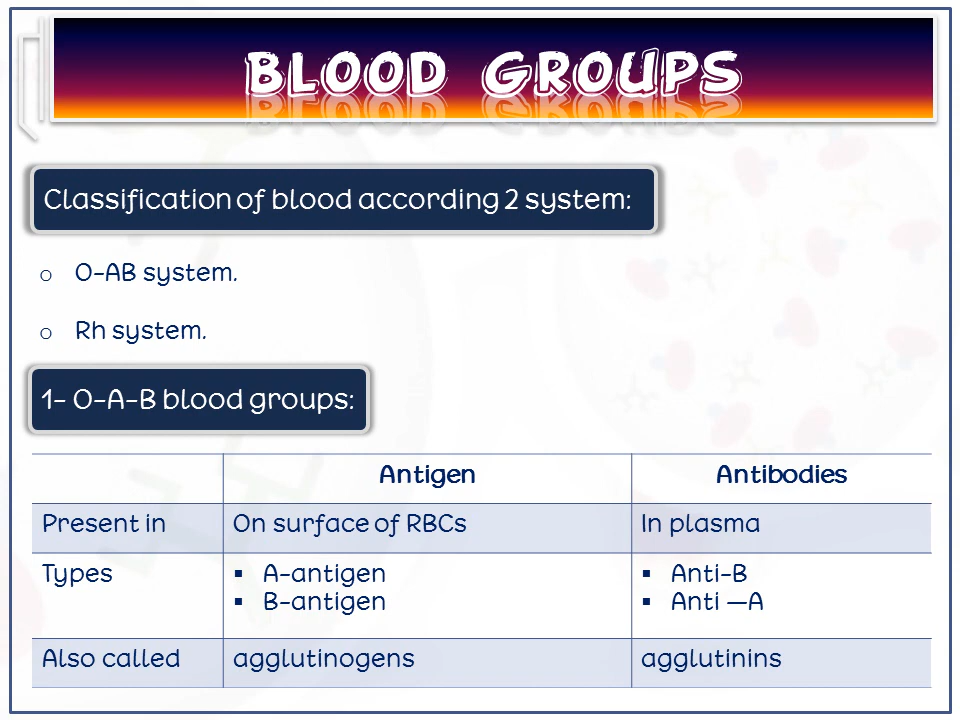 BLOOD GROUPS
Classification of blood according 2 system:
o O-AB system.
o Rh system.
1- O-A-B blood groups:
Antigen Antibodies
Present in On surface of RBCs In plasma
Types ▪ A-antigen ▪ Anti-B
▪ B-antigen ▪ Anti –A
Also called agglutinogens agglutinins